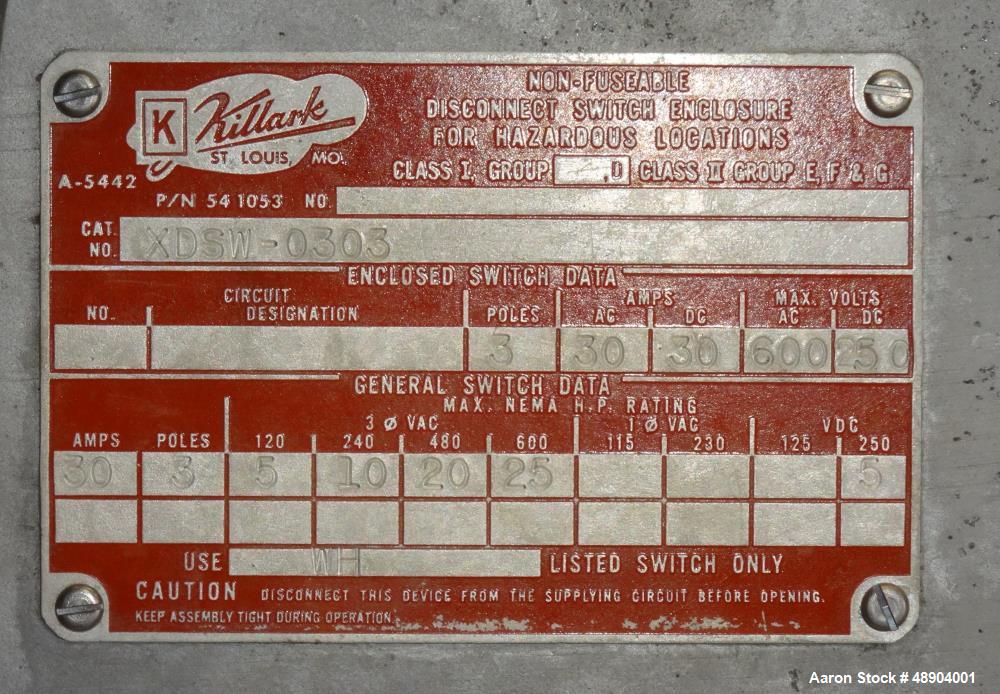 NON-FUSEABLE
DISCONNECT SWITCH ENCLOSURE
FOR HAZARDOUS LOCATIONS
K Killark
ST. LOUIS, MO.
CLASS I, GROUP ,D CLASS II GROUP E, F & G
A-5442
P/N 541053 NO.
CAT. NO. XDSW-0303
ENCLOSED SWITCH DATA
NO. CIRCUIT DESIGNATION POLES AMPS AC DC MAX. VOLTS AC DC
3 30 30 600 250
GENERAL SWITCH DATA
MAX. NEMA H.P. RATING
3 Ø VAC 1 Ø VAC VDC
AMPS POLES 120 240 480 600 115 230 125 250
30 3 5 10 20 25 5
USE WH LISTED SWITCH ONLY
CAUTION DISCONNECT THIS DEVICE FROM THE SUPPLYING CIRCUIT BEFORE OPENING.
KEEP ASSEMBLY TIGHT DURING OPERATION.
Aaron Stock # 48904001